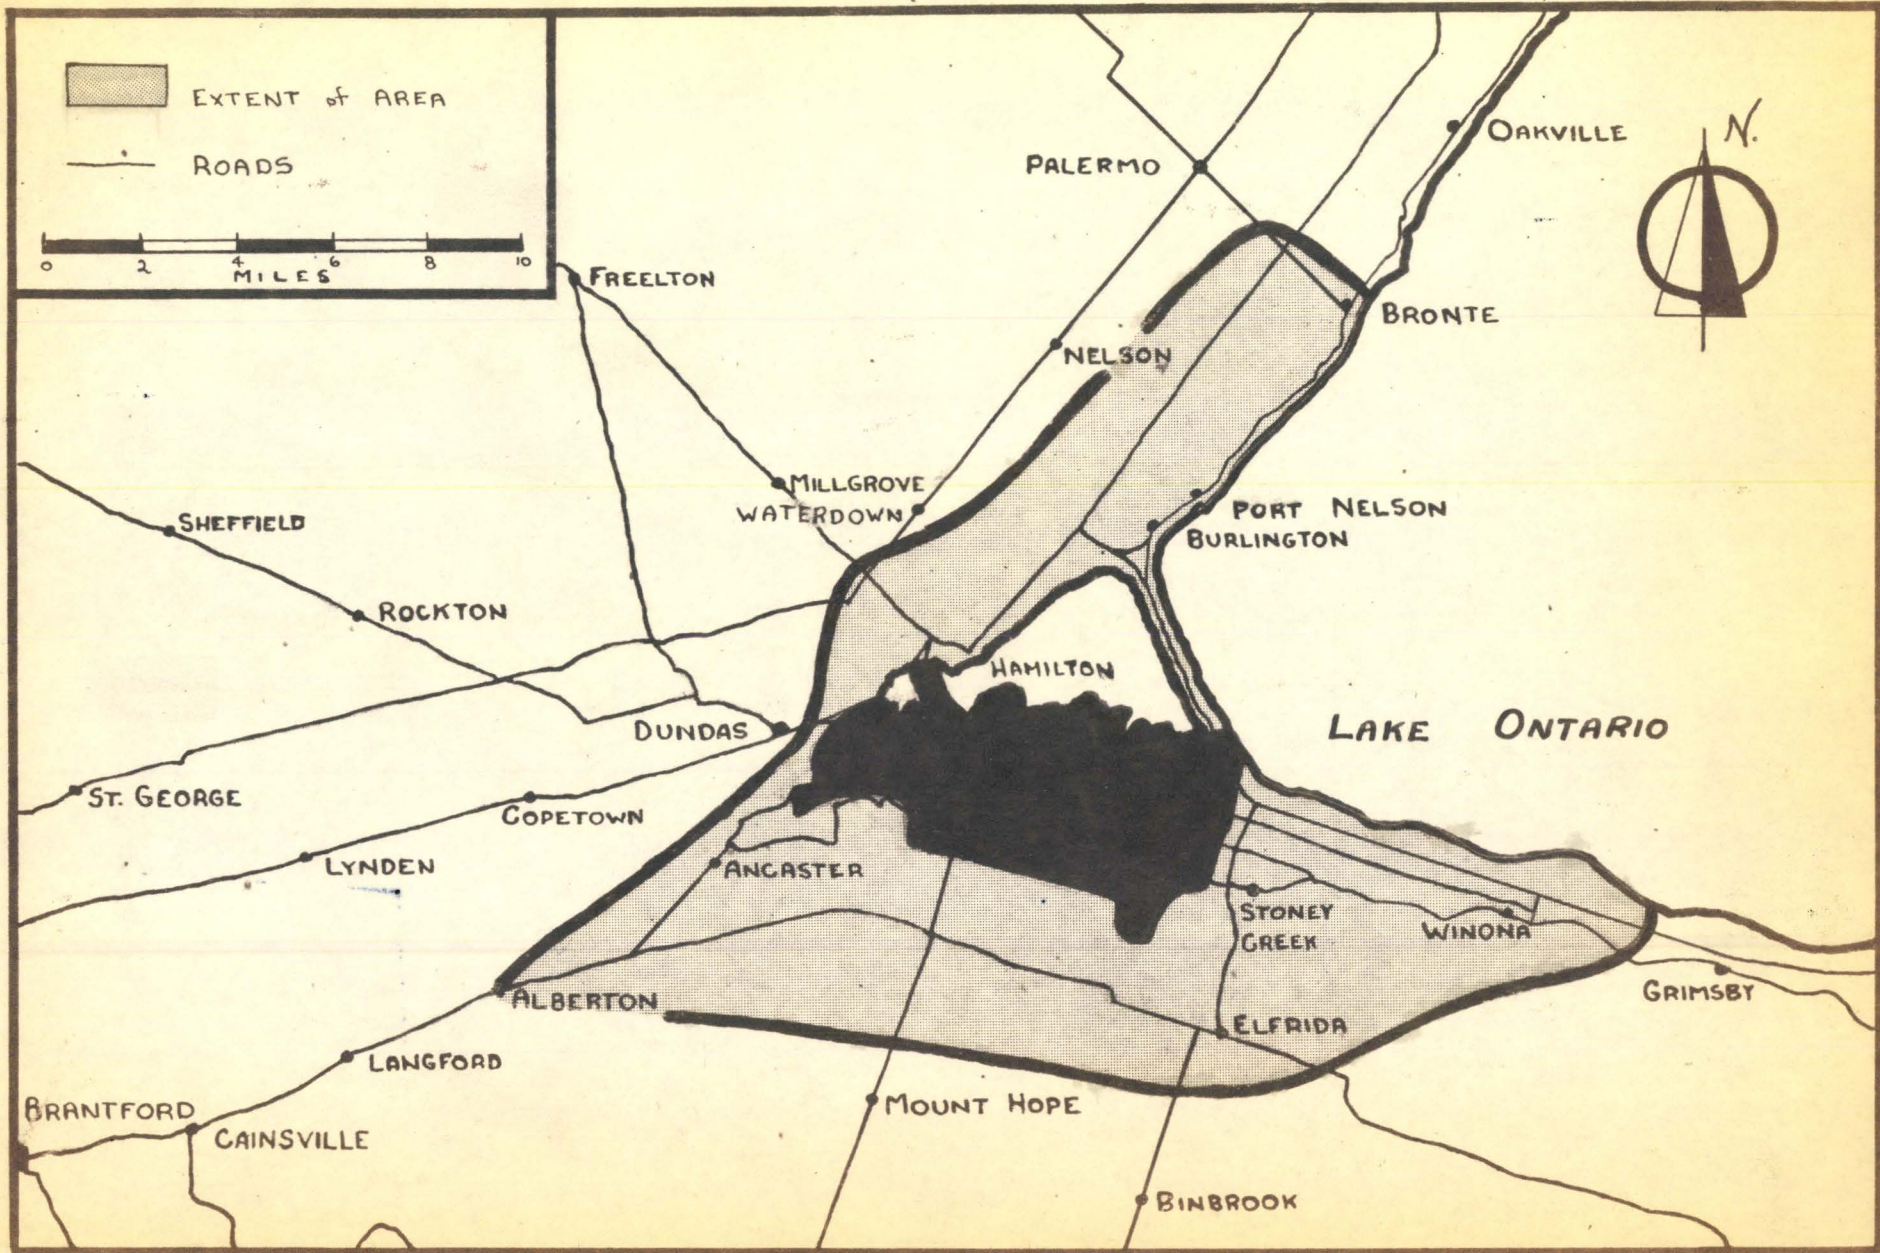 EXTENT of AREA
ROADS
0 2 4 6 8 10
MILES
N.
OAKVILLE
PALERMO
FREELTON
BRONTE
NELSON
MILLGROVE
WATERDOWN
PORT NELSON
BURLINGTON
SHEFFIELD
ROCKTON
HAMILTON
DUNDAS
LAKE ONTARIO
ST. GEORGE
COPETOWN
LYNDEN
ANCASTER
STONEY
CREEK
WINONA
GRIMSBY
ALBERTON
ELFRIDA
LANGFORD
MOUNT HOPE
BRANTFORD
CAINSVILLE
BINBROOK